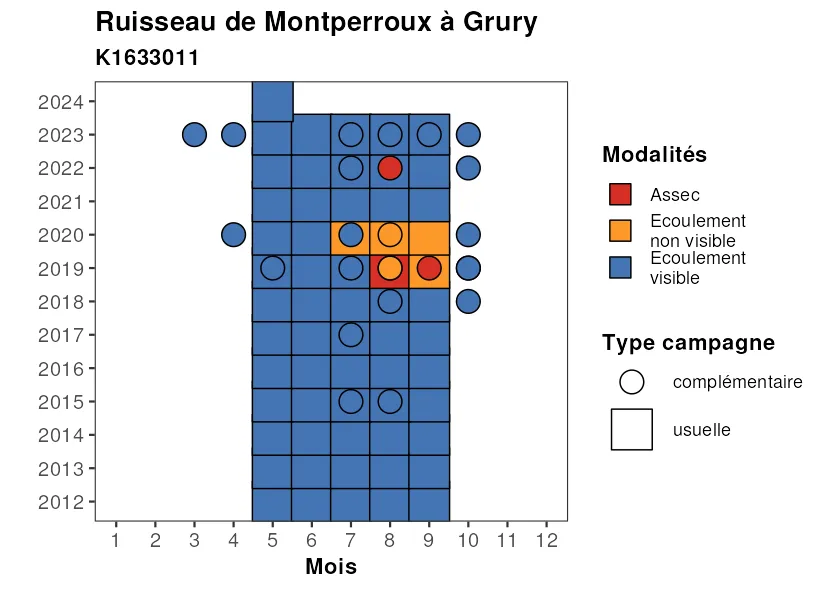 Ruisseau de Montperroux à Grury
K1633011
2024
2023
2022
2021
2020
2019
2018
2017
2016
2015
2014
2013
2012
1 2 3 4 5 6 7 8 9 10 11 12
Mois
Modalités
Assec
Ecoulement
non visible
Ecoulement
visible
Type campagne
complémentaire
usuelle